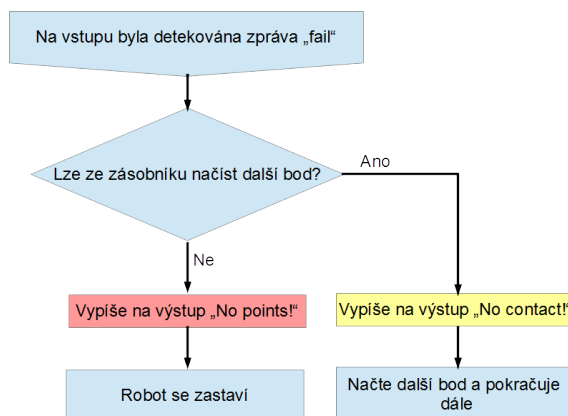 Na vstupu byla detekována zpráva „fail“
Lze ze zásobníku načíst další bod?
Ano
Ne
Vypíše na výstup „No points!“
Vypíše na výstup „No contact!“
Robot se zastaví
Načte další bod a pokračuje
dále